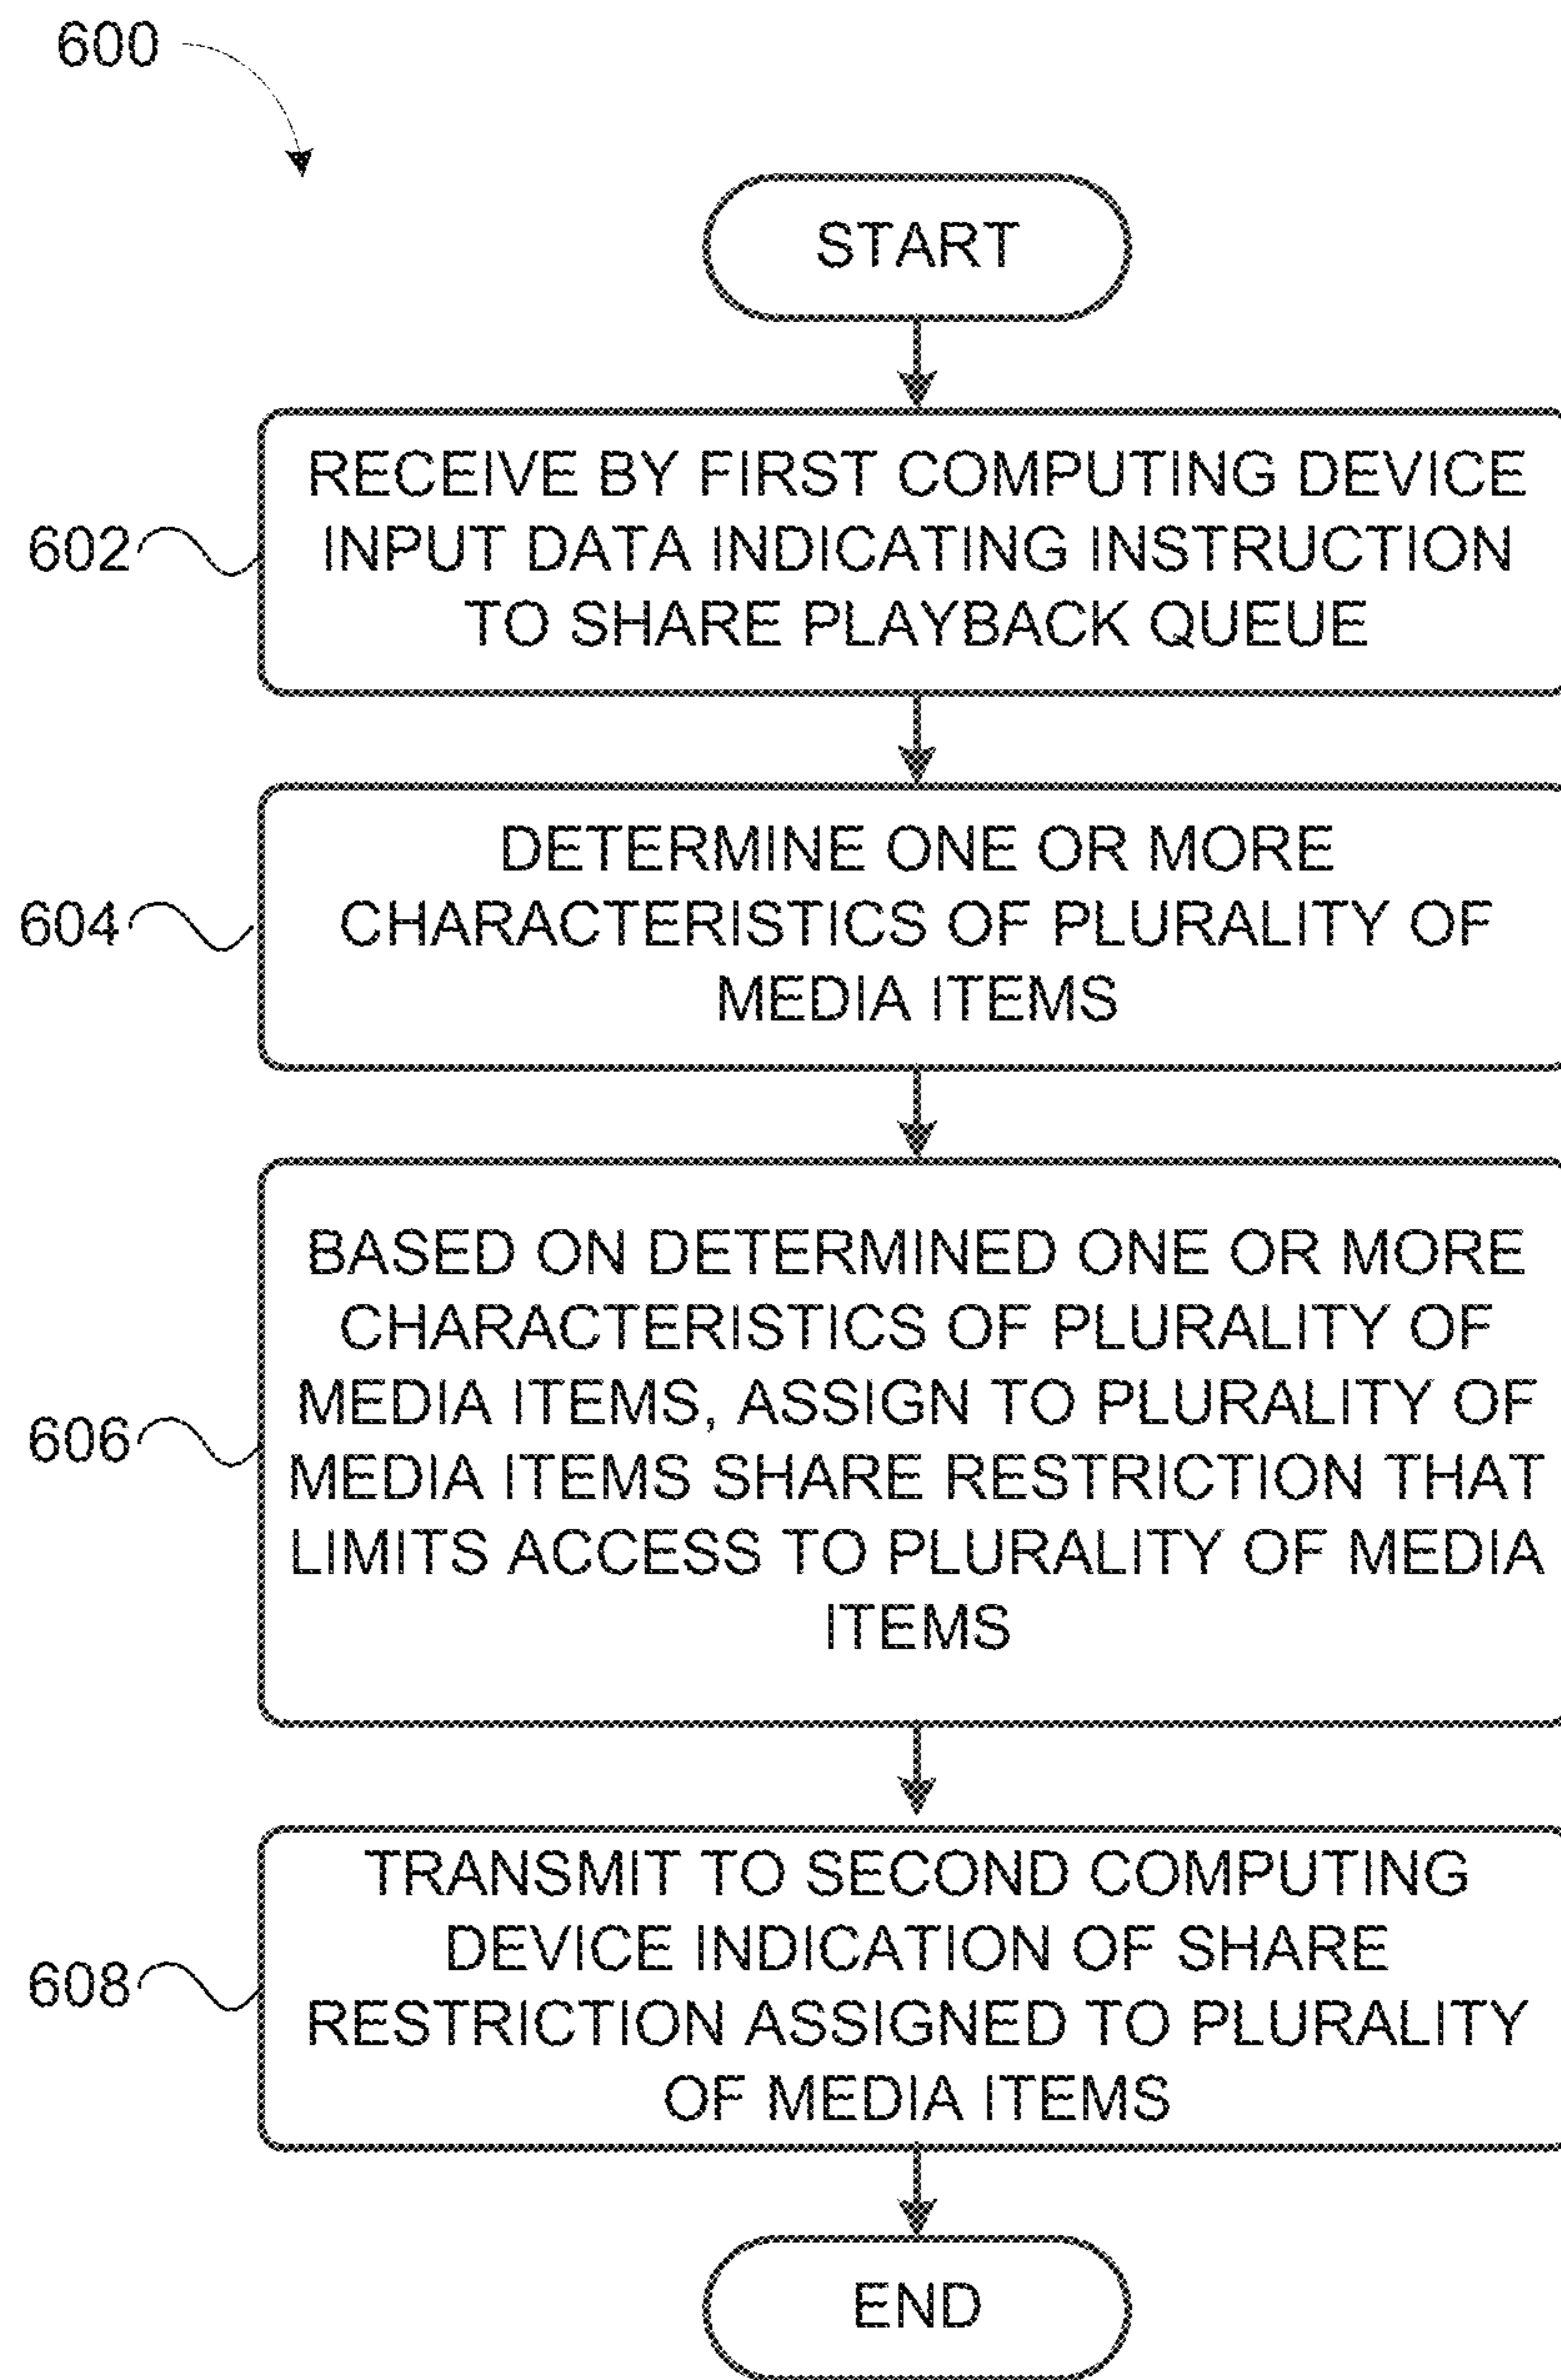 600
START
602
RECEIVE BY FIRST COMPUTING DEVICE
INPUT DATA INDICATING INSTRUCTION
TO SHARE PLAYBACK QUEUE
604
DETERMINE ONE OR MORE
CHARACTERISTICS OF PLURALITY OF
MEDIA ITEMS
606
BASED ON DETERMINED ONE OR MORE
CHARACTERISTICS OF PLURALITY OF
MEDIA ITEMS, ASSIGN TO PLURALITY OF
MEDIA ITEMS SHARE RESTRICTION THAT
LIMITS ACCESS TO PLURALITY OF MEDIA
ITEMS
608
TRANSMIT TO SECOND COMPUTING
DEVICE INDICATION OF SHARE
RESTRICTION ASSIGNED TO PLURALITY
OF MEDIA ITEMS
END